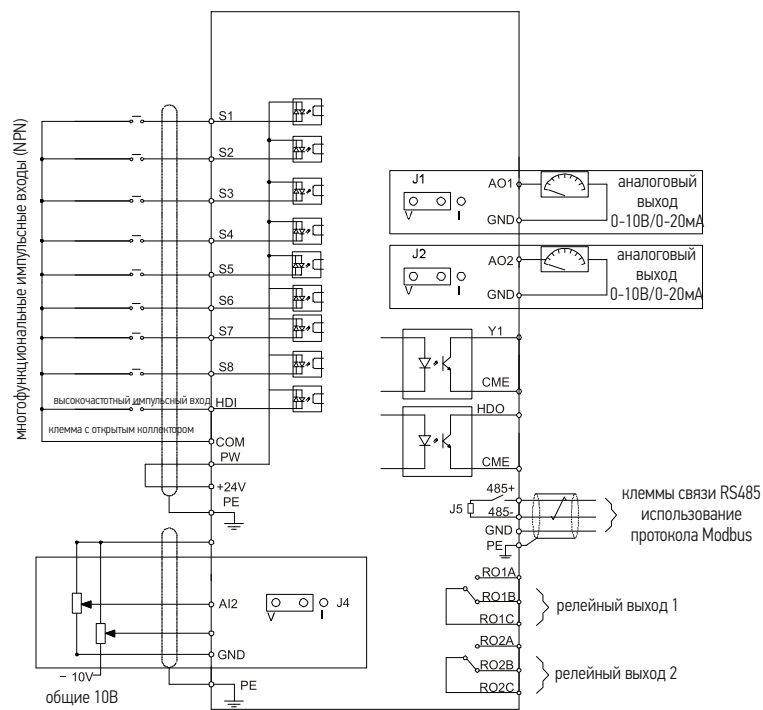 многофункциональные импульсные входы (NPN)
S1
S2
S3
S4
S5
S6
S7
S8
высокочастотный импульсный вход
HDI
клемма с открытым коллектором
COM
PW
+24V
PE
AI2
J4
V
I
GND
- 10V
общие 10В
PE
J1
V
I
AO1
GND
аналоговый
выход
0-10В/0-20мА
J2
V
I
AO2
GND
аналоговый
выход
0-10В/0-20мА
Y1
CME
HDO
CME
485+
J5
485-
GND
PE
клеммы связи RS485
использование
протокола Modbus
RO1A
RO1B
RO1C
релейный выход 1
RO2A
RO2B
RO2C
релейный выход 2